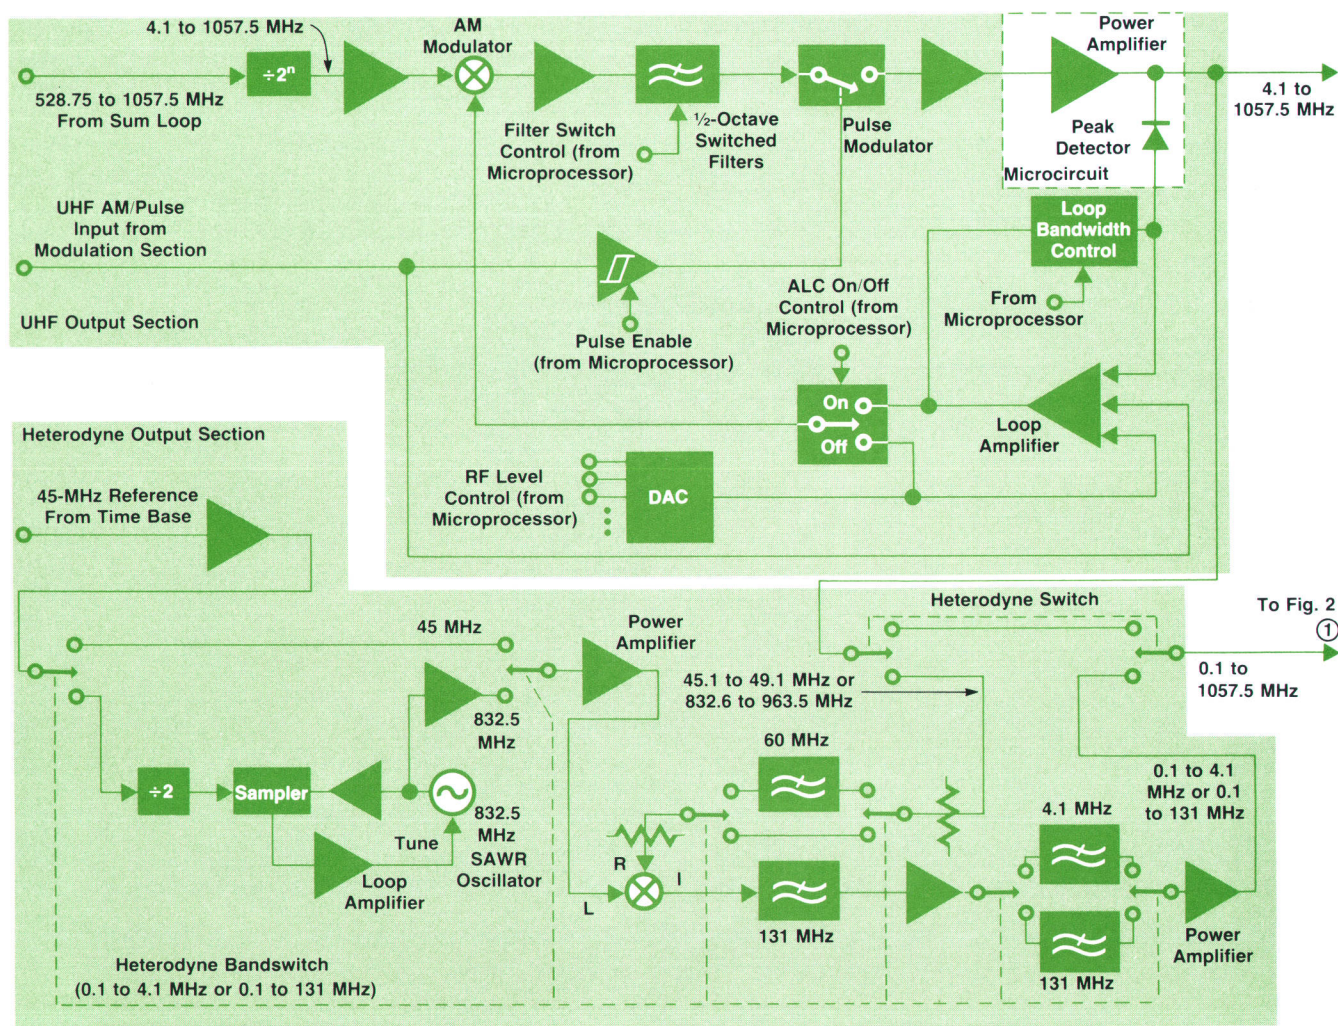 4.1 to 1057.5 MHz
÷2ⁿ
528.75 to 1057.5 MHz
From Sum Loop
AM
Modulator
Filter Switch
Control (from
Microprocessor)
½-Octave
Switched
Filters
Pulse
Modulator
Power
Amplifier
Peak
Detector
Microcircuit
4.1 to
1057.5 MHz
UHF AM/Pulse
Input from
Modulation Section
UHF Output Section
Pulse Enable
(from Microprocessor)
Loop
Bandwidth
Control
From
Microprocessor
ALC On/Off
Control (from
Microprocessor)
On
Off
Loop
Amplifier
RF Level
Control (from
Microprocessor)
DAC
Heterodyne Output Section
45-MHz Reference
From Time Base
45 MHz
Power
Amplifier
832.5
MHz
÷2
Sampler
Tune
832.5
MHz
SAWR
Oscillator
Loop
Amplifier
Heterodyne Bandswitch
(0.1 to 4.1 MHz or 0.1 to 131 MHz)
Heterodyne Switch
To Fig. 2
1
0.1 to
1057.5 MHz
45.1 to 49.1 MHz or
832.6 to 963.5 MHz
60 MHz
R
I
L
131 MHz
4.1 MHz
131 MHz
0.1 to 4.1
MHz or 0.1
to 131 MHz
Power
Amplifier